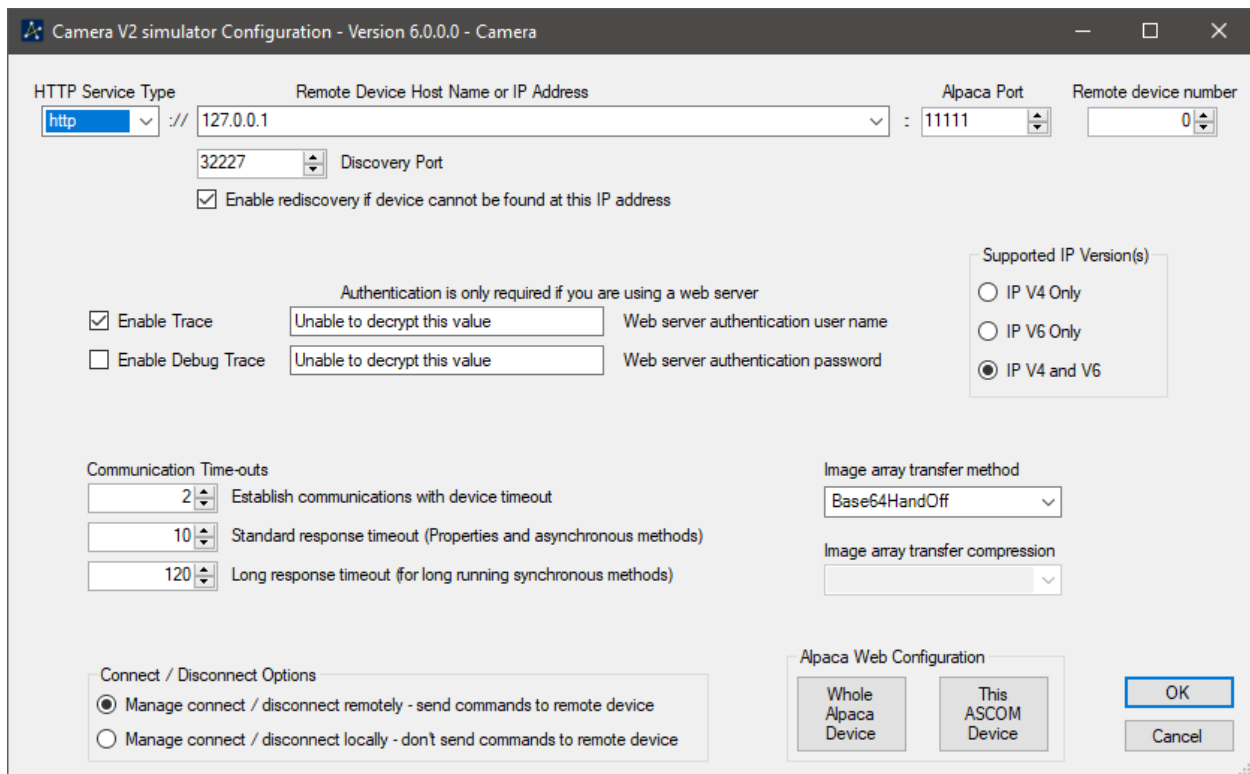 Camera V2 simulator Configuration - Version 6.0.0.0 - Camera
HTTP Service Type
Remote Device Host Name or IP Address
Alpaca Port
Remote device number
http :// 127.0.0.1 : 11111 0
32227 Discovery Port
Enable rediscovery if device cannot be found at this IP address
Supported IP Version(s)
IP V4 Only
IP V6 Only
IP V4 and V6
Authentication is only required if you are using a web server
Enable Trace
Unable to decrypt this value
Web server authentication user name
Enable Debug Trace
Unable to decrypt this value
Web server authentication password
Communication Time-outs
2 Establish communications with device timeout
10 Standard response timeout (Properties and asynchronous methods)
120 Long response timeout (for long running synchronous methods)
Image array transfer method
Base64HandOff
Image array transfer compression
Connect / Disconnect Options
Manage connect / disconnect remotely - send commands to remote device
Manage connect / disconnect locally - don't send commands to remote device
Alpaca Web Configuration
Whole
Alpaca
Device
This
ASCOM
Device
OK
Cancel